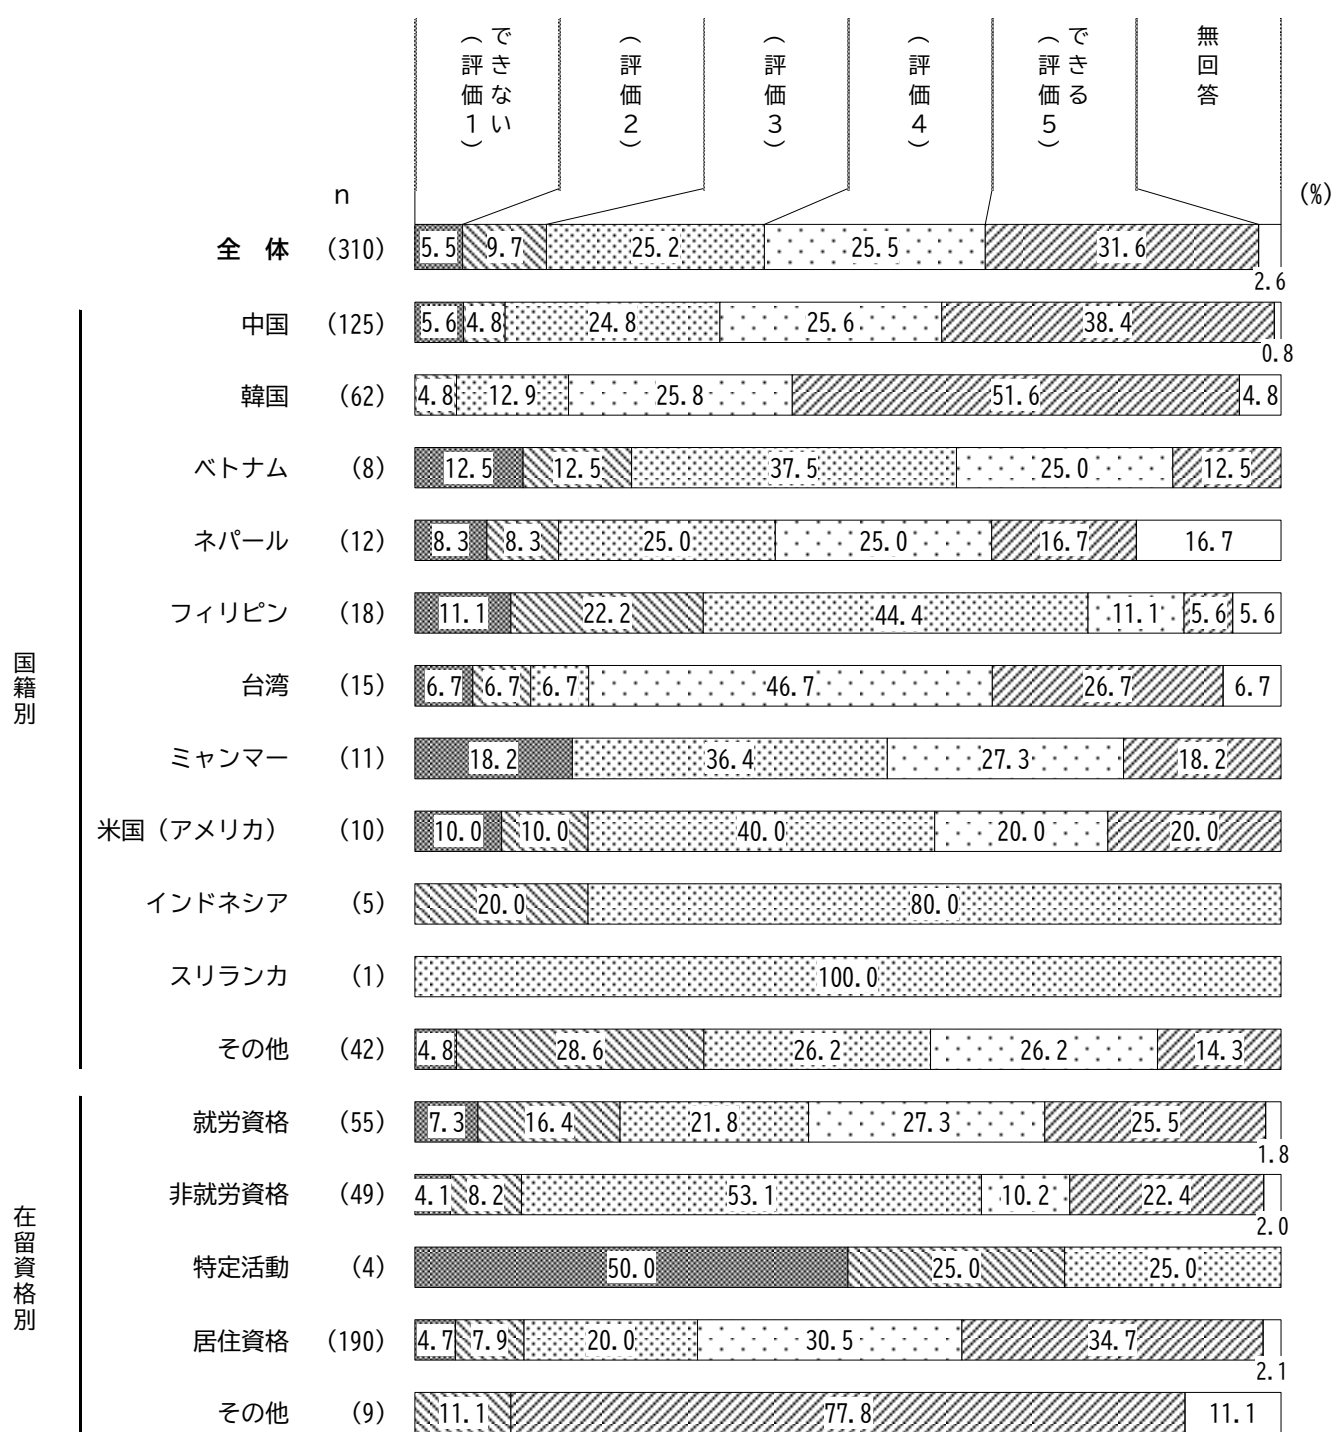 できない
（評価１）
（評価２）
（評価３）
（評価４）
できる
（評価５）
無回答
n
(%)
全　体 (310) 5.5 9.7 25.2 25.5 31.6 2.6
国籍別
中国 (125) 5.6 4.8 24.8 25.6 38.4 0.8
韓国 (62) 4.8 12.9 25.8 51.6 4.8
ベトナム (8) 12.5 12.5 37.5 25.0 12.5
ネパール (12) 8.3 8.3 25.0 25.0 16.7 16.7
フィリピン (18) 11.1 22.2 44.4 11.1 5.6 5.6
台湾 (15) 6.7 6.7 6.7 46.7 26.7 6.7
ミャンマー (11) 18.2 36.4 27.3 18.2
米国（アメリカ） (10) 10.0 10.0 40.0 20.0 20.0
インドネシア (5) 20.0 80.0
スリランカ (1) 100.0
その他 (42) 4.8 28.6 26.2 26.2 14.3
在留資格別
就労資格 (55) 7.3 16.4 21.8 27.3 25.5 1.8
非就労資格 (49) 4.1 8.2 53.1 10.2 22.4 2.0
特定活動 (4) 50.0 25.0 25.0
居住資格 (190) 4.7 7.9 20.0 30.5 34.7 2.1
その他 (9) 11.1 77.8 11.1